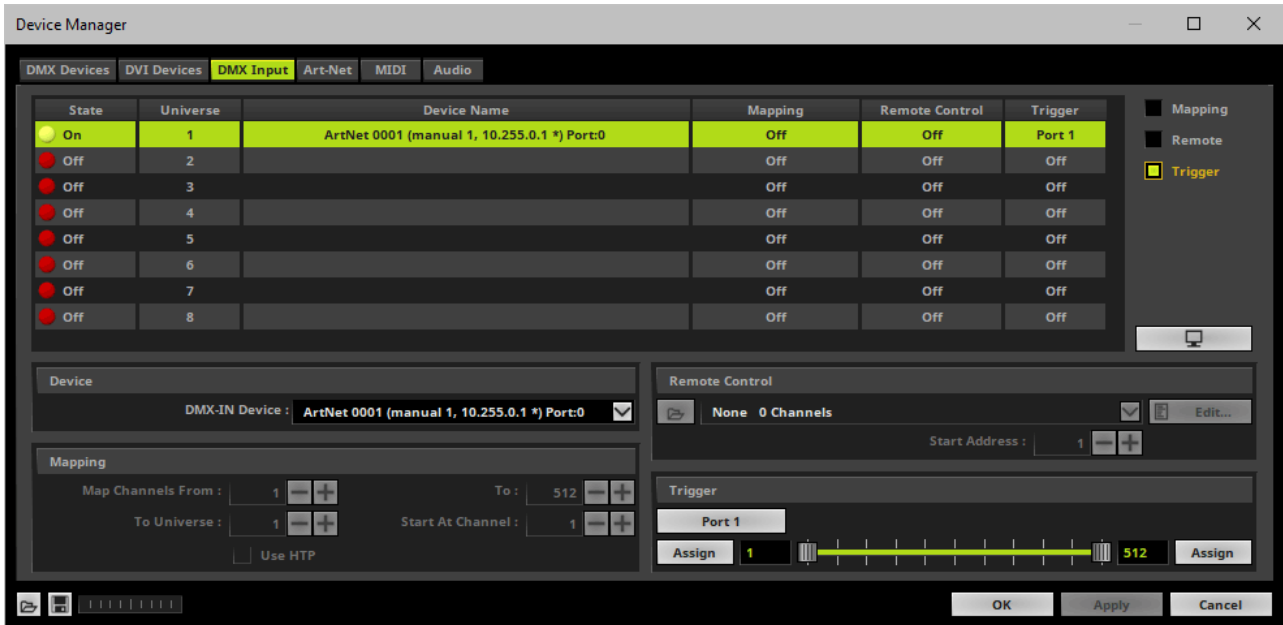 Device Manager
DMX Devices DVI Devices DMX Input Art-Net MIDI Audio
State Universe Device Name Mapping Remote Control Trigger
On 1 ArtNet 0001 (manual 1, 10.255.0.1 *) Port:0 Off Off Port 1
Off 2 Off Off Off
Off 3 Off Off Off
Off 4 Off Off Off
Off 5 Off Off Off
Off 6 Off Off Off
Off 7 Off Off Off
Off 8 Off Off Off
Mapping
Remote
Trigger
Device
DMX-IN Device : ArtNet 0001 (manual 1, 10.255.0.1 *) Port:0
Mapping
Map Channels From : 1 To : 512
To Universe : 1 Start At Channel : 1
Use HTP
Remote Control
None 0 Channels Edit...
Start Address : 1
Trigger
Port 1
Assign 1 512 Assign
OK Apply Cancel